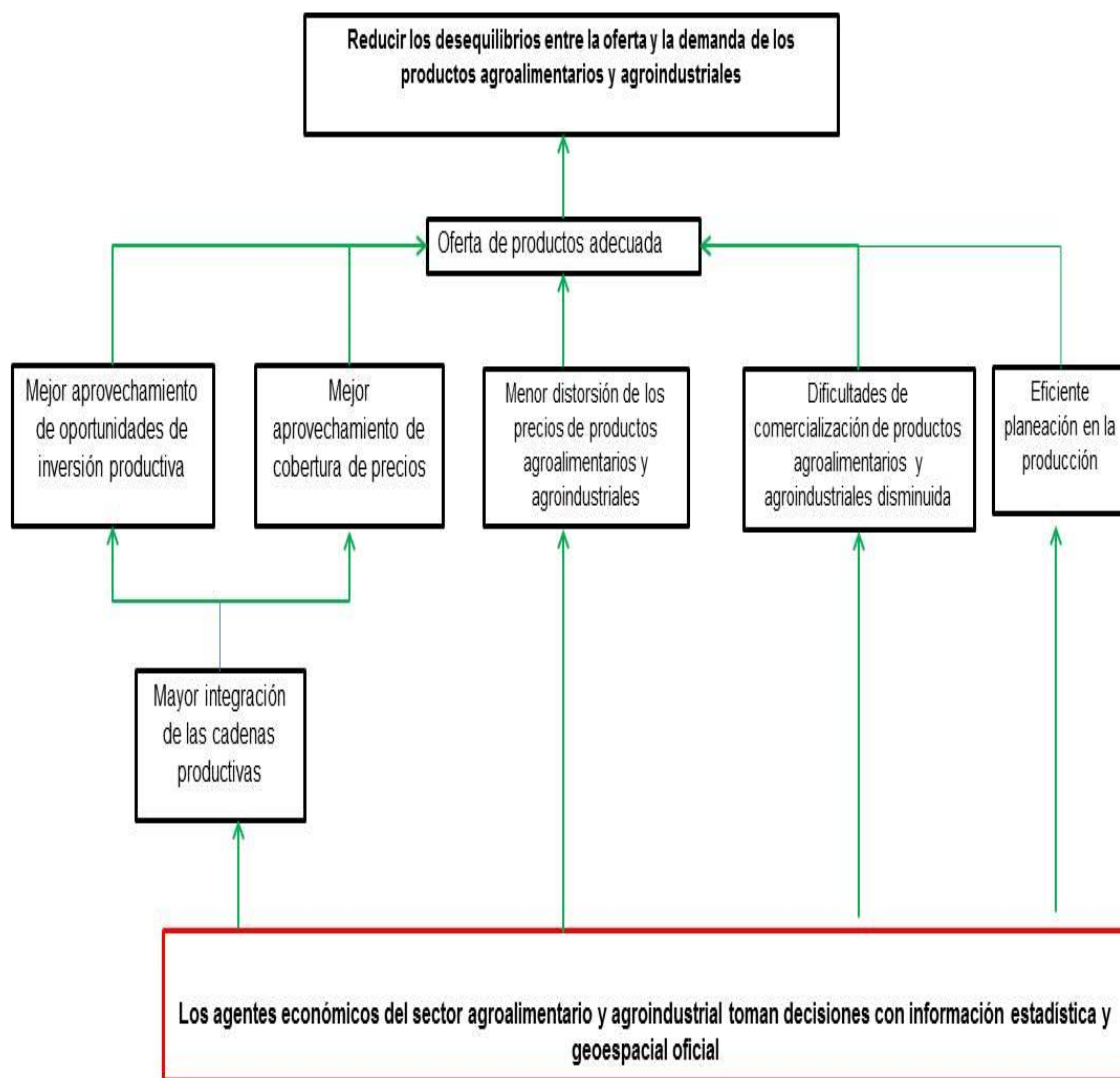 Reducir los desequilibrios entre la oferta y la demanda de los
productos agroalimentarios y agroindustriales
Oferta de productos adecuada
Mejor aprovechamiento
de oportunidades de
inversión productiva
Mejor
aprovechamiento de
cobertura de precios
Menor distorsión de los
precios de productos
agroalimentarios y
agroindustriales
Dificultades de
comercialización de productos
agroalimentarios y
agroindustriales disminuida
Eficiente
planeación en la
producción
Mayor integración
de las cadenas
productivas
Los agentes económicos del sector agroalimentario y agroindustrial toman decisiones con información estadística y
geoespacial oficial